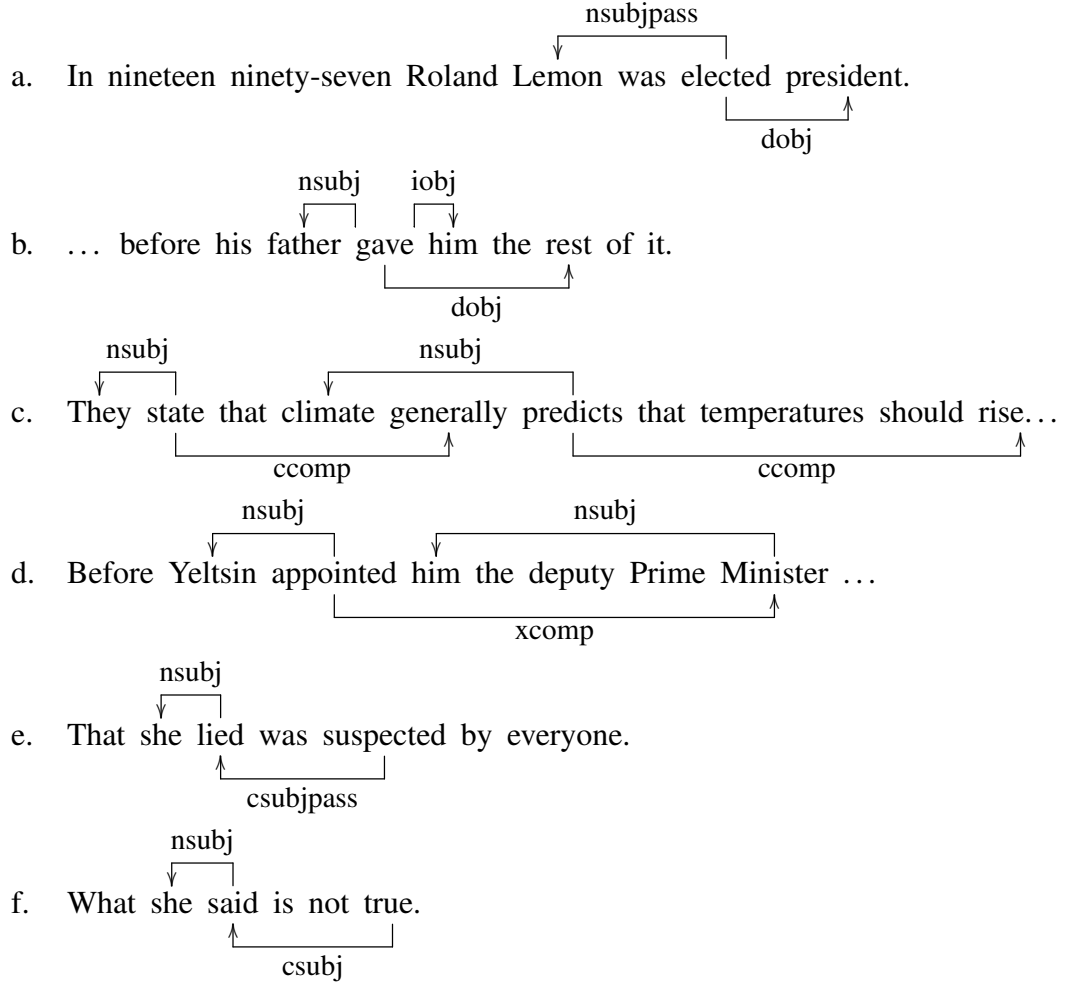 nsubjpass
a. In nineteen ninety-seven Roland Lemon was elected president.
dobj
nsubj iobj
b. … before his father gave him the rest of it.
dobj
nsubj nsubj
c. They state that climate generally predicts that temperatures should rise…
ccomp ccomp
nsubj nsubj
d. Before Yeltsin appointed him the deputy Prime Minister …
xcomp
nsubj
e. That she lied was suspected by everyone.
csubjpass
nsubj
f. What she said is not true.
csubj